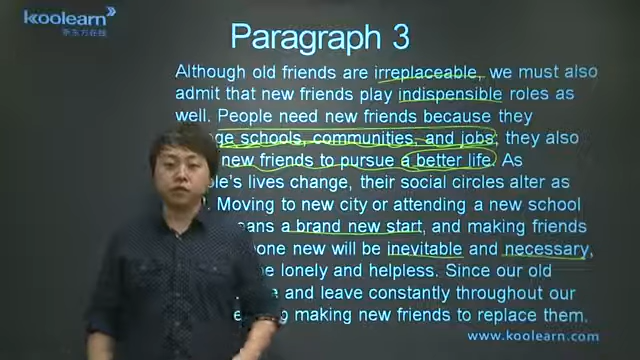 koolearn
新东方在线
Paragraph 3
Although old friends are irreplaceable, we must also
admit that new friends play indispensible roles as
well. People need new friends because they
ge schools, communities, and jobs, they also
new friends to pursue a better life. As
le's lives change, their social circles alter as
. Moving to new city or attending a new school
eans a brand new start, and making friends
one new will be inevitable and necessary,
e lonely and helpless. Since our old
e and leave constantly throughout our
p making new friends to replace them.
www.koolearn.com